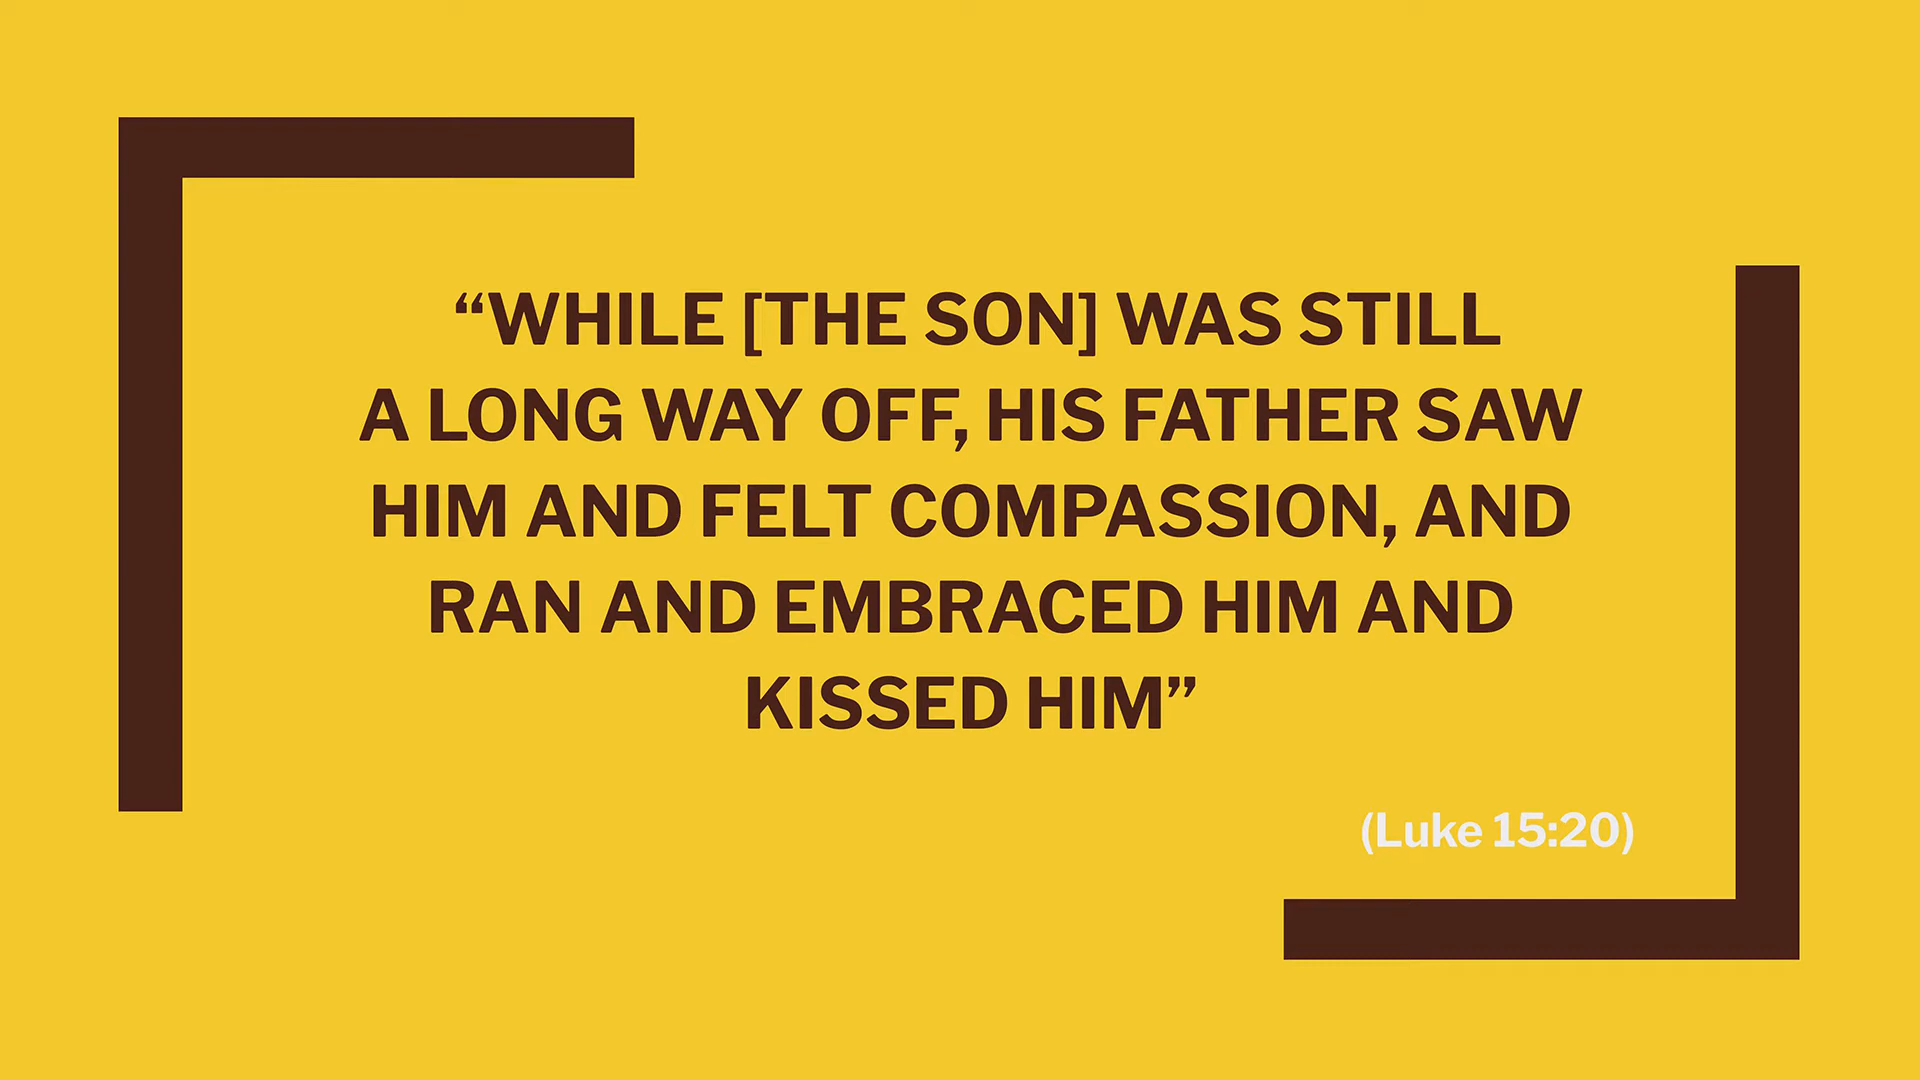 “WHILE [THE SON] WAS STILL
A LONG WAY OFF, HIS FATHER SAW
HIM AND FELT COMPASSION, AND
RAN AND EMBRACED HIM AND
KISSED HIM”
(Luke 15:20)